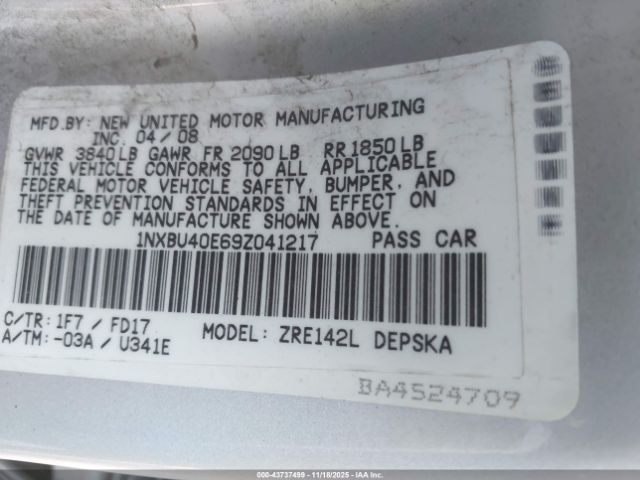 MFD.BY: NEW UNITED MOTOR MANUFACTURING
INC. 04/08
GVWR 3840LB GAWR FR 2090LB RR 1850LB
THIS VEHICLE CONFORMS TO ALL APPLICABLE
FEDERAL MOTOR VEHICLE SAFETY, BUMPER, AND
THEFT PREVENTION STANDARDS IN EFFECT ON
THE DATE OF MANUFACTURE SHOWN ABOVE.
1NXBU40E69Z041217 PASS CAR
C/TR: 1F7 / FD17
A/TM: -03A / U341E
MODEL: ZRE142L DEPSKA
BA4524709
000-43737499 - 11/18/2025 - IAA Inc.